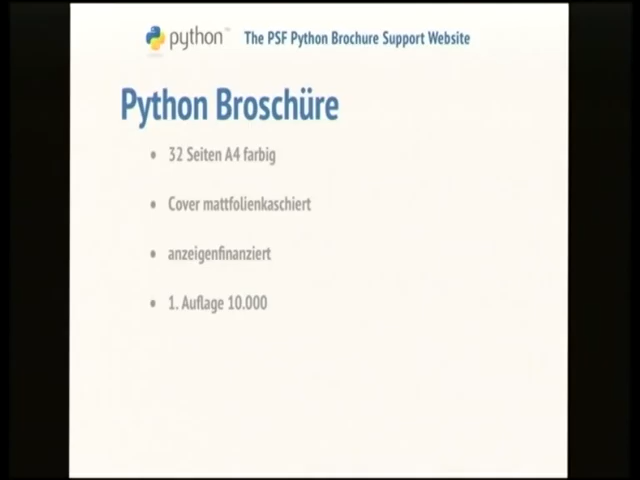 python™ The PSF Python Brochure Support Website
Python Broschüre
• 32 Seiten A4 farbig
• Cover mattfolienkaschiert
• anzeigenfinanziert
• 1. Auflage 10.000